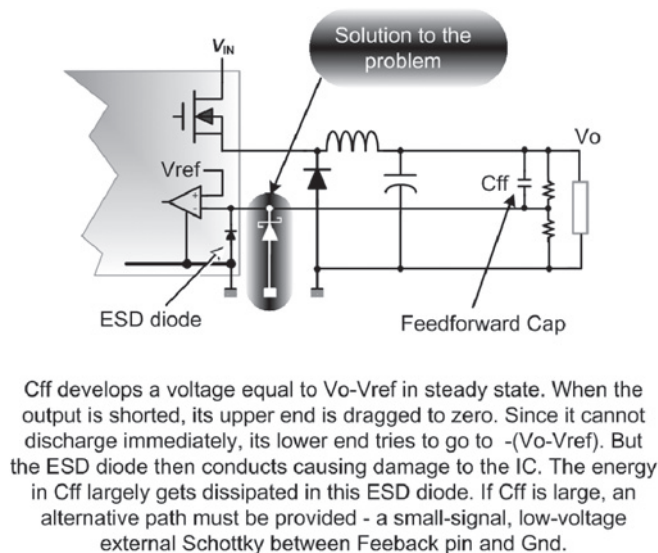 Solution to the
problem
VIN
Vo
Vref
Cff
ESD diode
Feedforward Cap
Cff develops a voltage equal to Vo-Vref in steady state. When the
output is shorted, its upper end is dragged to zero. Since it cannot
discharge immediately, its lower end tries to go to -(Vo-Vref). But
the ESD diode then conducts causing damage to the IC. The energy
in Cff largely gets dissipated in this ESD diode. If Cff is large, an
alternative path must be provided - a small-signal, low-voltage
external Schottky between Feeback pin and Gnd.